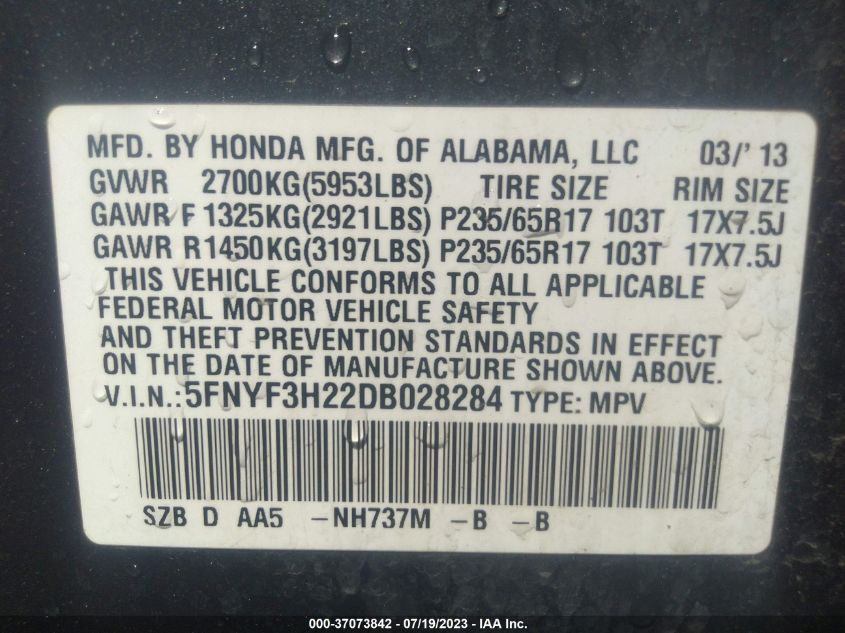 MFD. BY HONDA MFG. OF ALABAMA, LLC 03/'13
GVWR 2700KG(5953LBS) TIRE SIZE RIM SIZE
GAWR F 1325KG(2921LBS) P235/65R17 103T 17X7.5J
GAWR R1450KG(3197LBS) P235/65R17 103T 17X7.5J
THIS VEHICLE CONFORMS TO ALL APPLICABLE
FEDERAL MOTOR VEHICLE SAFETY
AND THEFT PREVENTION STANDARDS IN EFFECT
ON THE DATE OF MANUFACTURE SHOWN ABOVE.
V.I.N.:5FNYF3H22DB028284 TYPE: MPV
SZB D AA5 -NH737M -B -B
000-37073842 / 07/19/2023 - IAA Inc.